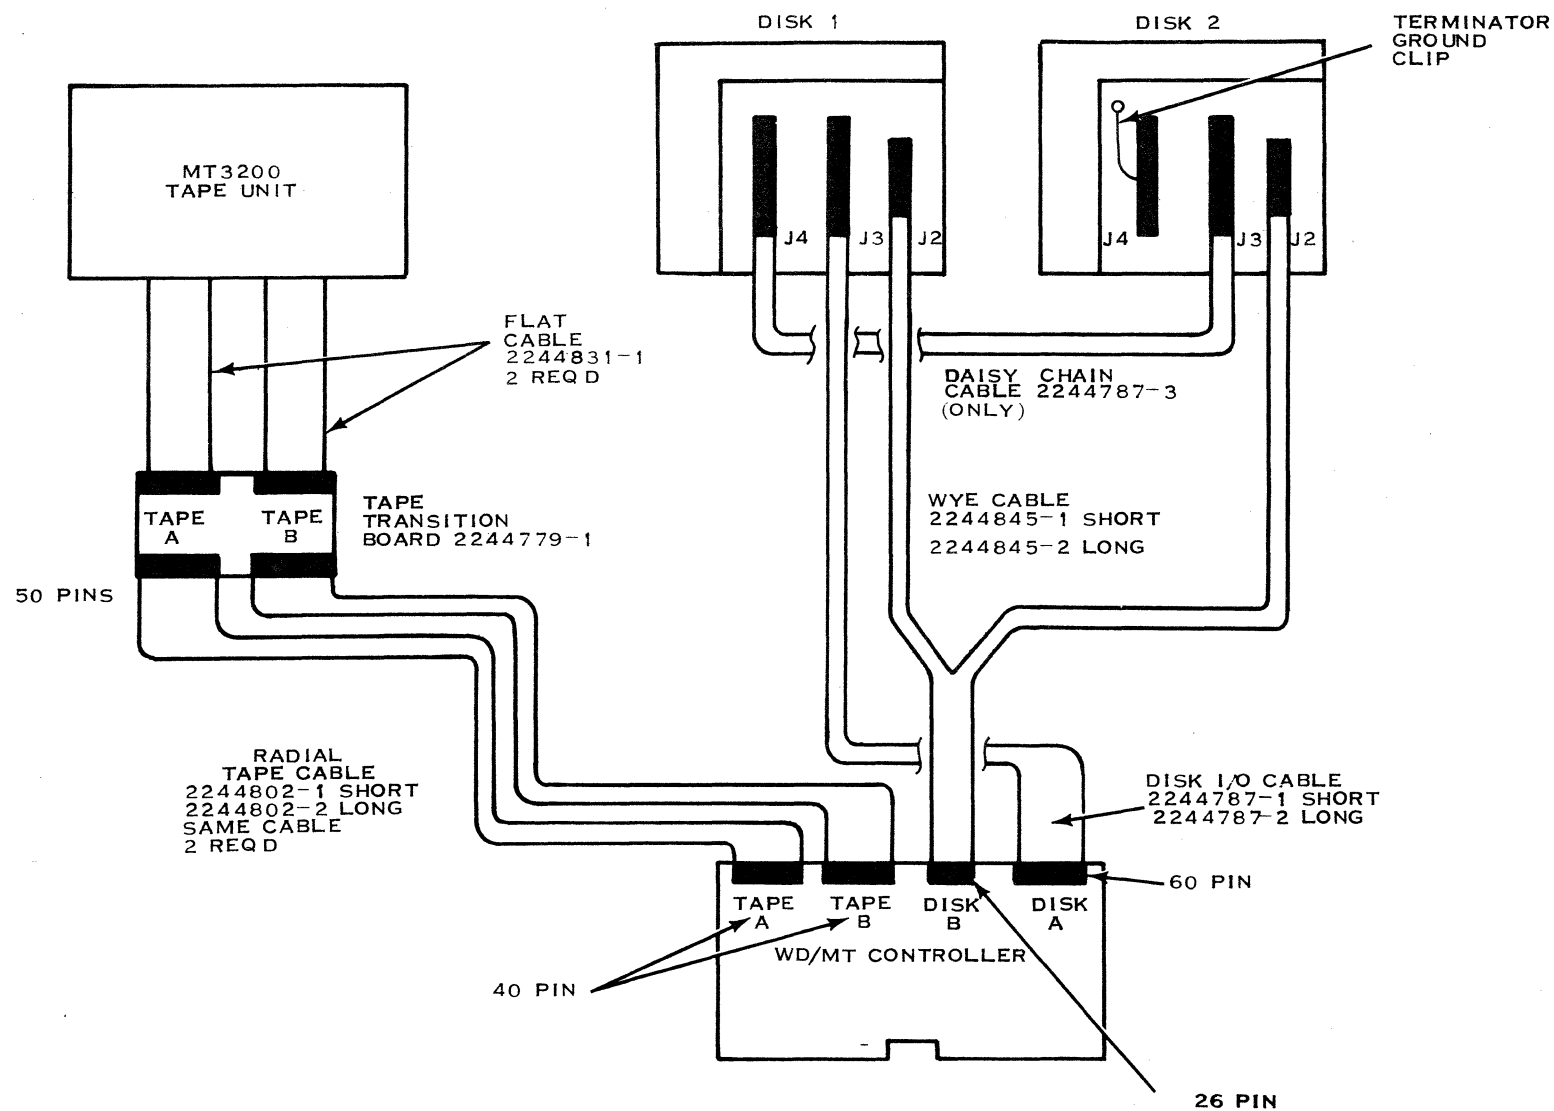 DISK 1
DISK 2
TERMINATOR
GROUND
CLIP
MT3200
TAPE UNIT
J4
J3
J2
J4
J3
J2
FLAT
CABLE
2244831-1
2 REQ D
DAISY CHAIN
CABLE 2244787-3
(ONLY)
TAPE
A
TAPE
B
TAPE
TRANSITION
BOARD 2244779-1
WYE CABLE
2244845-1 SHORT
2244845-2 LONG
50 PINS
RADIAL
TAPE CABLE
2244802-1 SHORT
2244802-2 LONG
SAME CABLE
2 REQ D
DISK I/O CABLE
2244787-1 SHORT
2244787-2 LONG
60 PIN
TAPE
A
TAPE
B
DISK
B
DISK
A
WD/MT CONTROLLER
40 PIN
26 PIN